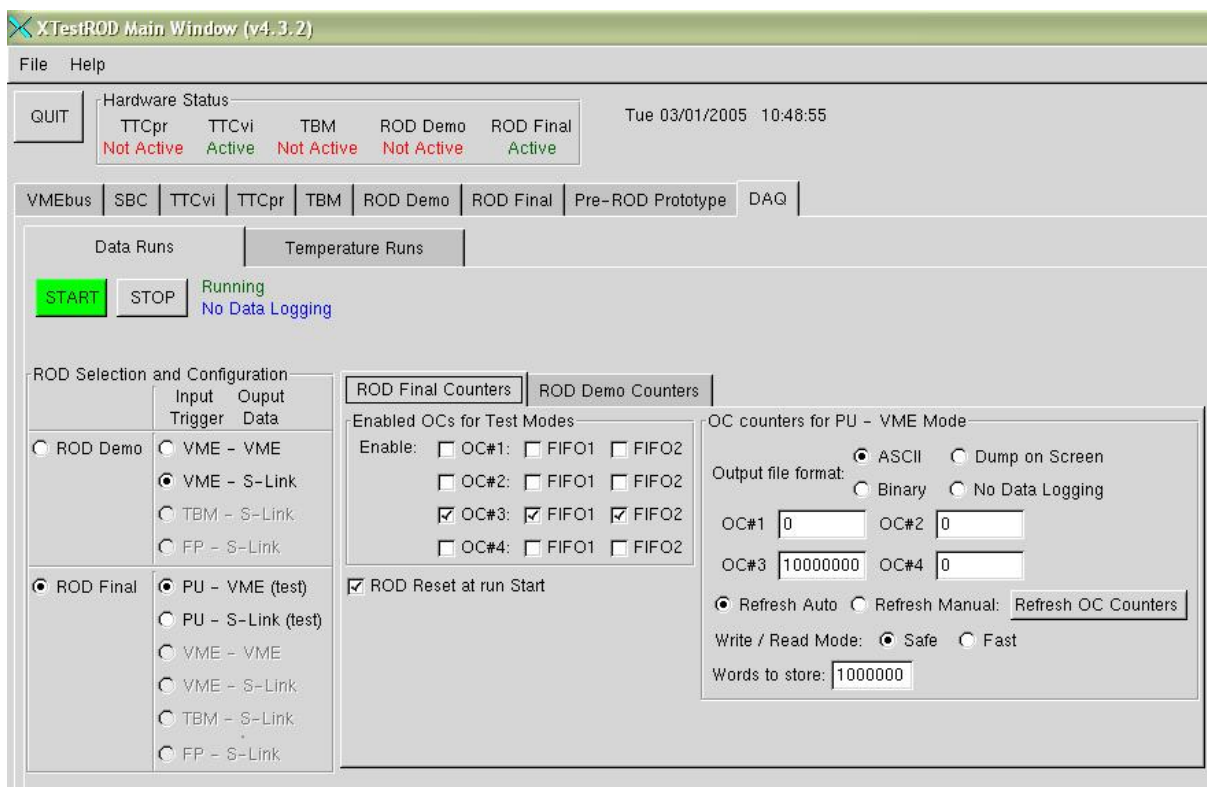 XTestROD Main Window (v4.3.2)
File Help
QUIT
Hardware Status
TTCpr TTCvi TBM ROD Demo ROD Final
Not Active Active Not Active Not Active Active
Tue 03/01/2005 10:48:55
VMEbus SBC TTCvi TTCpr TBM ROD Demo ROD Final Pre-ROD Prototype DAQ
Data Runs Temperature Runs
START STOP
Running
No Data Logging
ROD Selection and Configuration
Input Ouput
Trigger Data
ROD Demo VME - VME
VME - S-Link
TBM - S-Link
FP - S-Link
ROD Final PU - VME (test)
PU - S-Link (test)
VME - VME
VME - S-Link
TBM - S-Link
FP - S-Link
ROD Final Counters ROD Demo Counters
Enabled OCs for Test Modes
Enable: OC#1: FIFO1 FIFO2
OC#2: FIFO1 FIFO2
OC#3: FIFO1 FIFO2
OC#4: FIFO1 FIFO2
ROD Reset at run Start
OC counters for PU - VME Mode
Output file format: ASCII Dump on Screen
Binary No Data Logging
OC#1 0 OC#2 0
OC#3 10000000 OC#4 0
Refresh Auto Refresh Manual: Refresh OC Counters
Write / Read Mode: Safe Fast
Words to store: 1000000